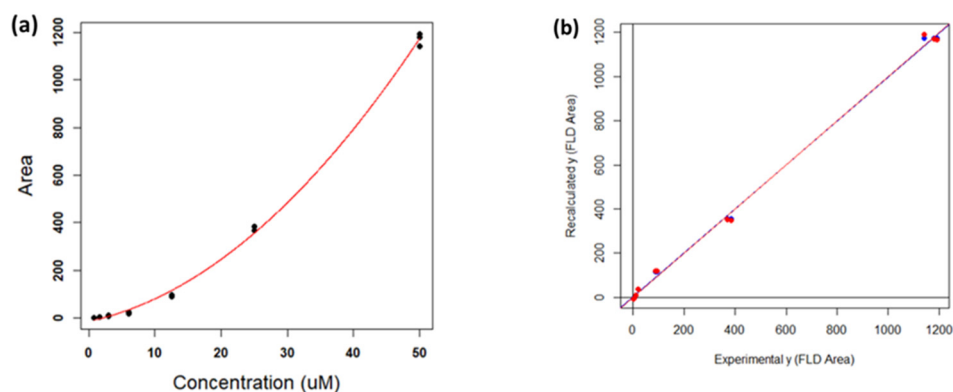 (a)
Area
1200
1000
800
600
400
200
0
0 10 20 30 40 50
Concentration (uM)
(b)
Recalculated y (FLD Area)
1200
1000
800
600
400
200
0
0 200 400 600 800 1000 1200
Experimental y (FLD Area)